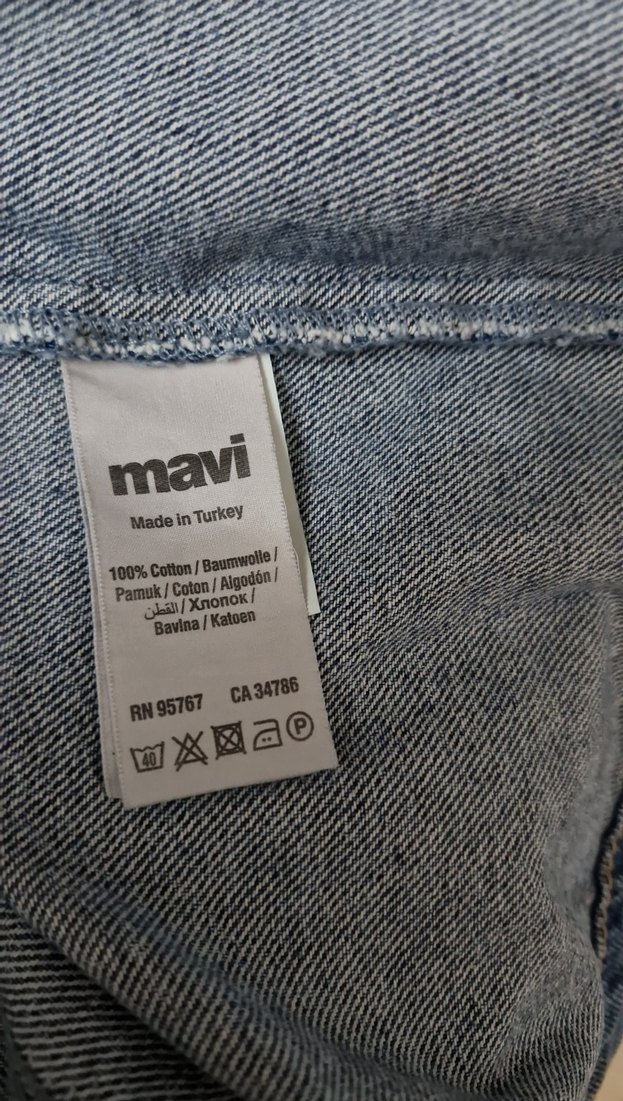 mavi
Made in Turkey
100% Cotton / Baumwolle /
Pamuk / Coton / Algodón /
القطن / Хлопок /
Bavlna / Katoen
RN 95767 CA 34786
40 P